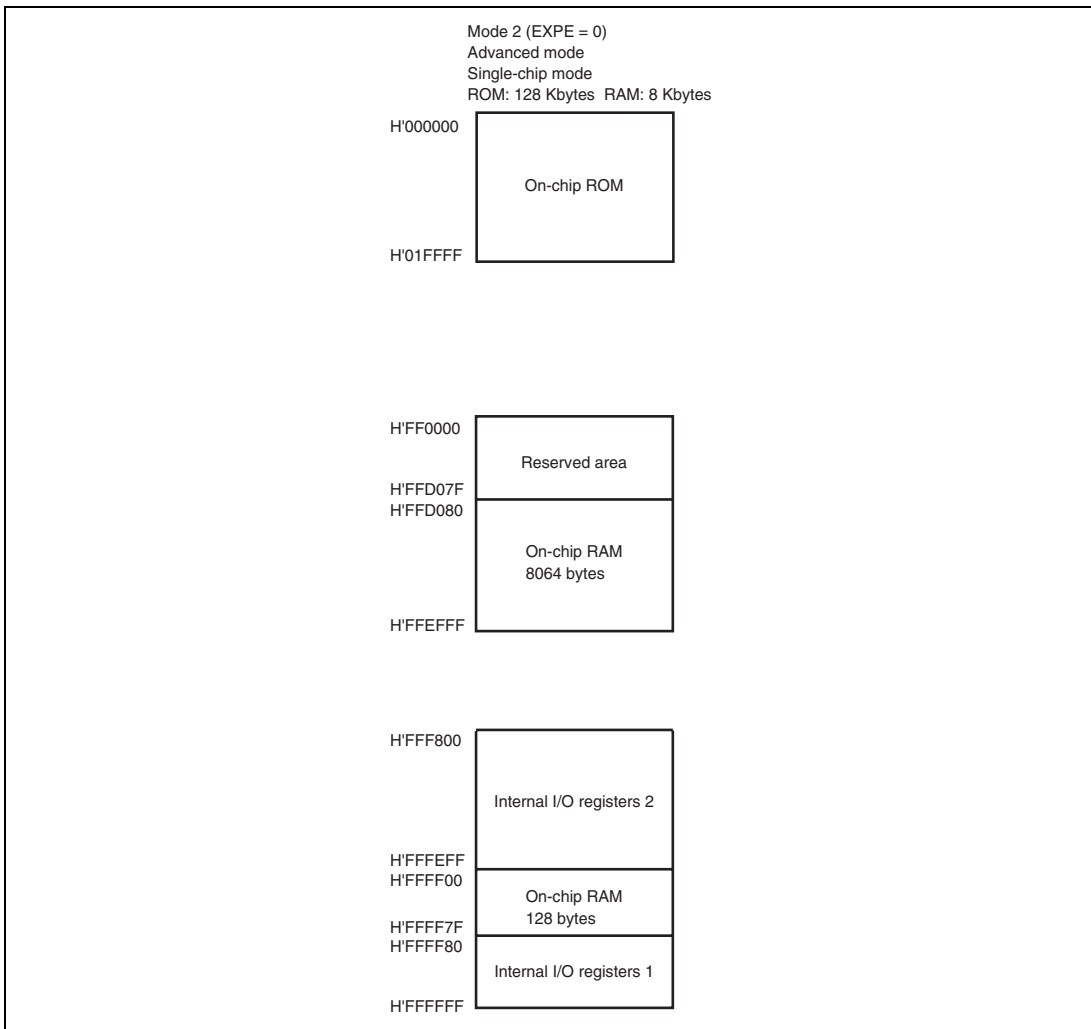 Mode 2 (EXPE = 0)
Advanced mode
Single-chip mode
ROM: 128 Kbytes RAM: 8 Kbytes
H'000000
On-chip ROM
H'01FFFF
H'FF0000
Reserved area
H'FFD07F
H'FFD080
On-chip RAM
8064 bytes
H'FFEFFF
H'FFF800
Internal I/O registers 2
H'FFFEFF
H'FFFF00
On-chip RAM
128 bytes
H'FFFF7F
H'FFFF80
Internal I/O registers 1
H'FFFFFF